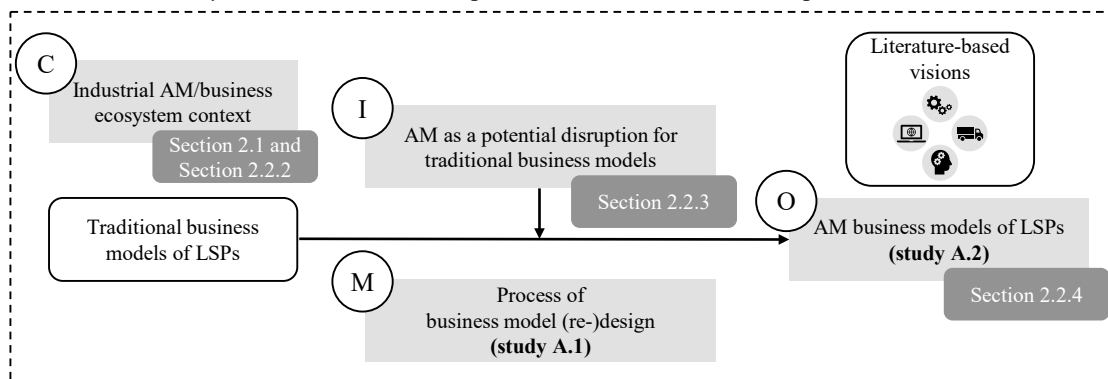 C
Industrial AM/business
ecosystem context
Section 2.1 and
Section 2.2.2
I
AM as a potential disruption for
traditional business models
Section 2.2.3
Literature-based
visions
Traditional business
models of LSPs
O
AM business models of LSPs
(study A.2)
Section 2.2.4
M
Process of
business model (re-)design
(study A.1)